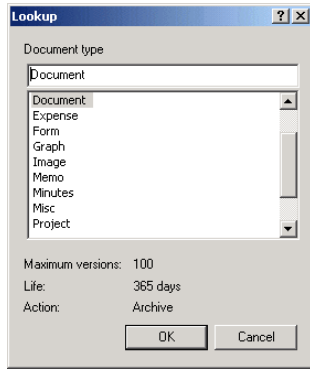 Lookup
Document type
Document
Document
Expense
Form
Graph
Image
Memo
Minutes
Misc
Project
Maximum versions: 100
Life: 365 days
Action: Archive
OK Cancel